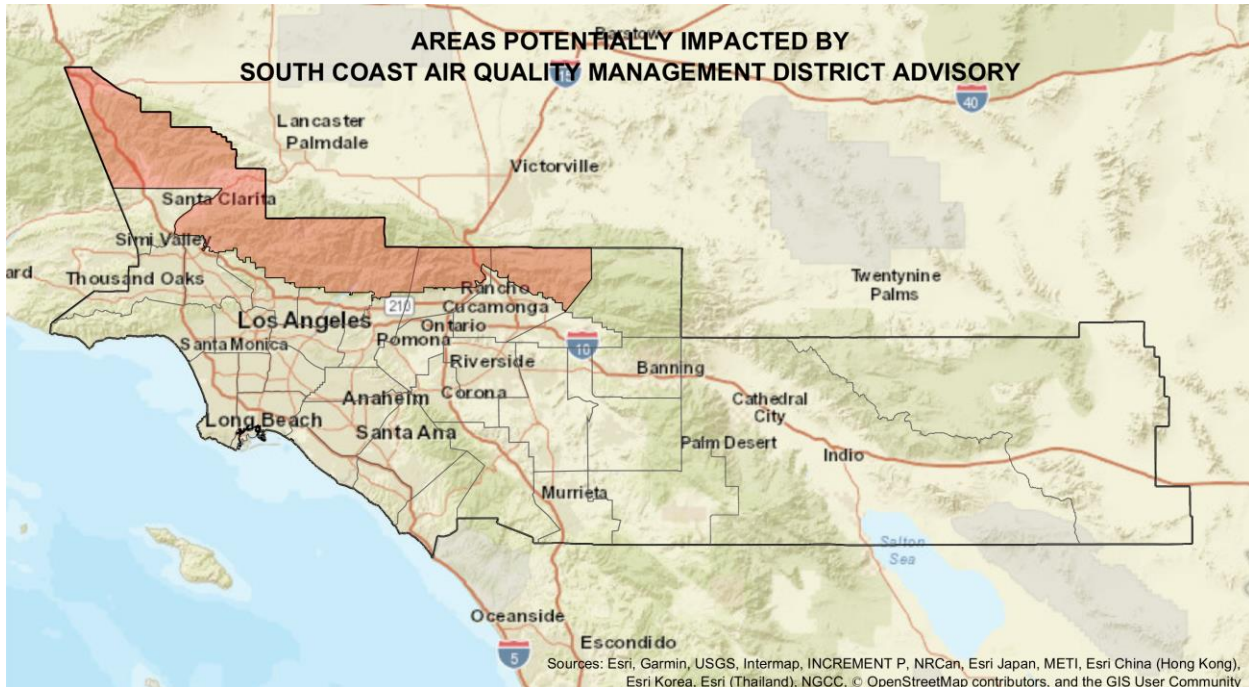 AREAS POTENTIALLY IMPACTED BY
SOUTH COAST AIR QUALITY MANAGEMENT DISTRICT ADVISORY
Barstow
15
40
Lancaster
Palmdale
Victorville
Santa Clarita
Simi Valley
ard
Thousand Oaks
Twentynine
Palms
Rancho
Cucamonga
210
Los Angeles
Ontario
Santa Monica
Pomona
10
Riverside
Banning
Anaheim
Corona
Cathedral
City
Long Beach
Santa Ana
Palm Desert
Indio
Murrieta
Salton
Sea
Oceanside
Escondido
5
Sources: Esri, Garmin, USGS, Intermap, INCREMENT P, NRCan, Esri Japan, METI, Esri China (Hong Kong),
Esri Korea, Esri (Thailand), NGCC, © OpenStreetMap contributors, and the GIS User Community